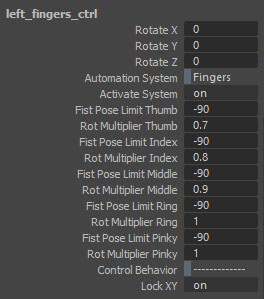 left_fingers_ctrl
Rotate X 0
Rotate Y 0
Rotate Z 0
Automation System Fingers
Activate System on
Fist Pose Limit Thumb -90
Rot Multiplier Thumb 0.7
Fist Pose Limit Index -90
Rot Multiplier Index 0.8
Fist Pose Limit Middle -90
Rot Multiplier Middle 0.9
Fist Pose Limit Ring -90
Rot Multiplier Ring 1
Fist Pose Limit Pinky -90
Rot Multiplier Pinky 1
Control Behavior -------------
Lock XY on